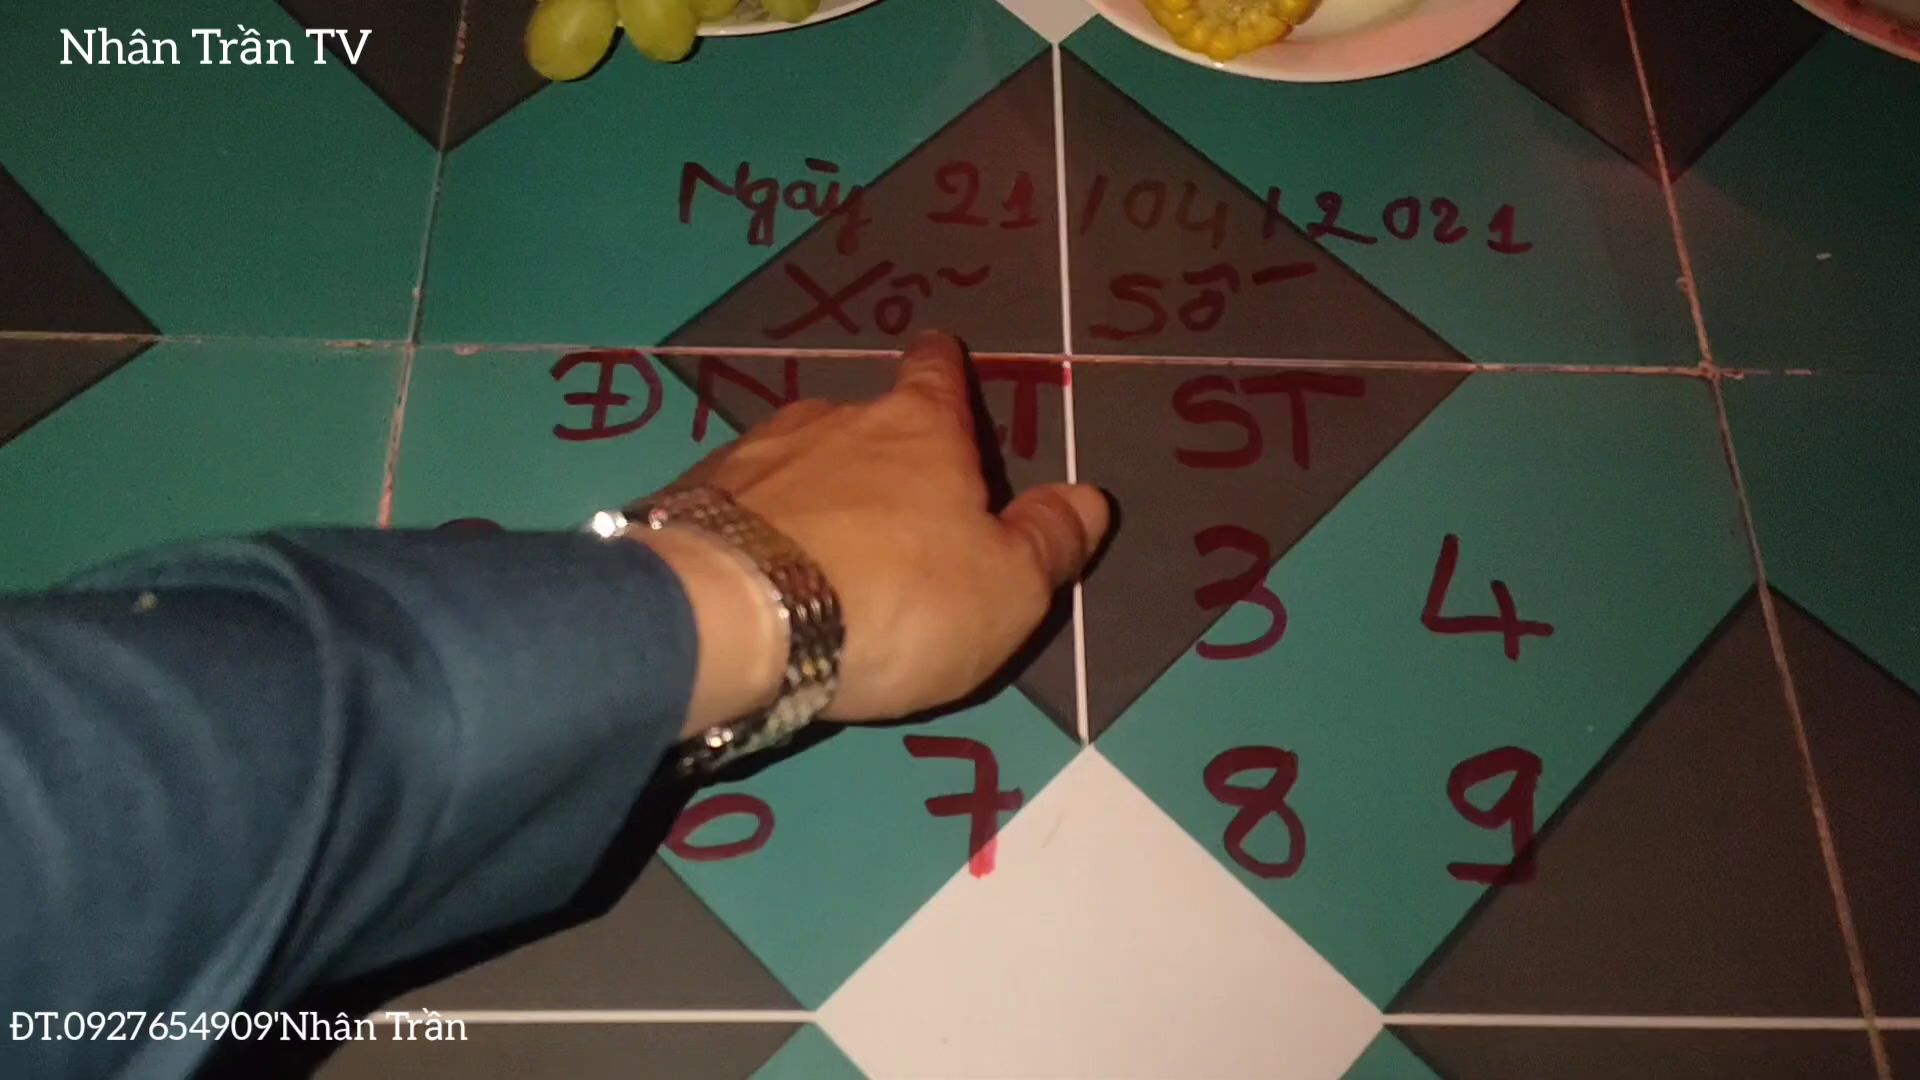 Nhân Trần TV
Ngày 21/04/2021
Xỗ Số
ĐN ST
3 4
7 8 9
ĐT.0927654909'Nhân Trần